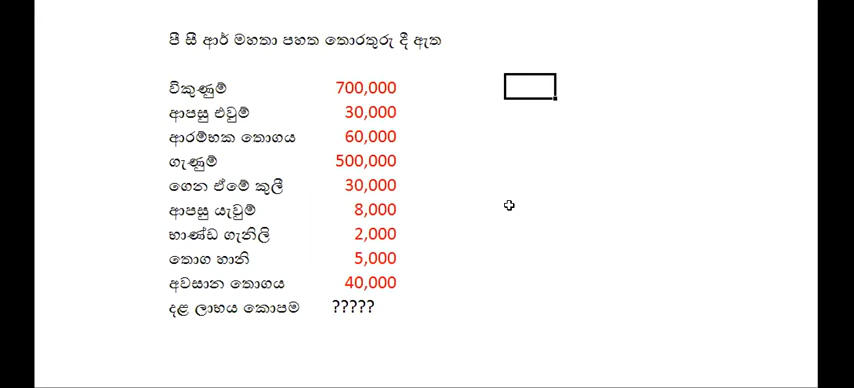 පී සී ආර් මහතා පහත තොරතුරු දී ඇත
විකුණුම් 700,000
ආපසු එවුම් 30,000
ආරම්භක තොගය 60,000
ගැණුම් 500,000
ගෙන ඒමේ කුලී 30,000
ආපසු යැවුම් 8,000
භාණ්ඩ ගැනිලි 2,000
තොග හානි 5,000
අවසාන තොගය 40,000
දළ ලාභය කොපම ?????